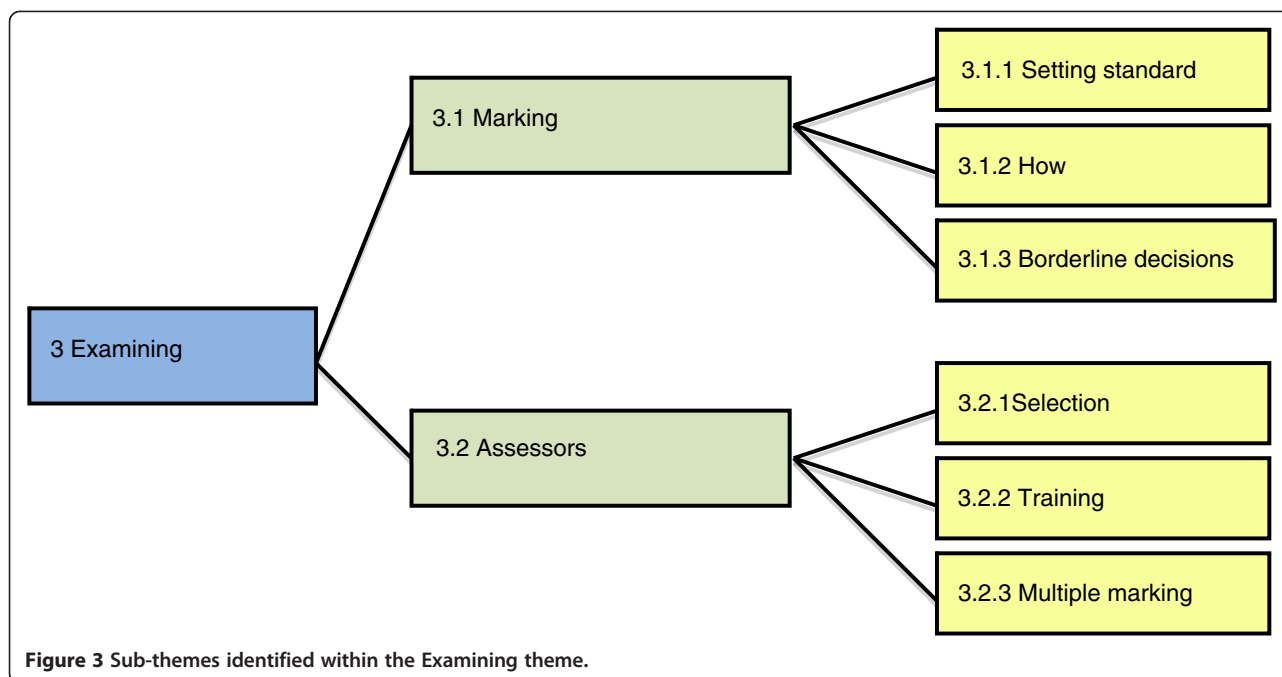 3 Examining
3.1 Marking
3.1.1 Setting standard
3.1.2 How
3.1.3 Borderline decisions
3.2 Assessors
3.2.1Selection
3.2.2 Training
3.2.3 Multiple marking
Figure 3 Sub-themes identified within the Examining theme.